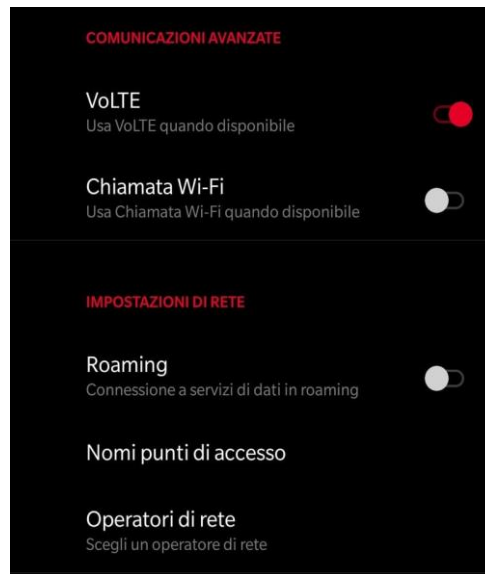 COMUNICAZIONI AVANZATE
VoLTE
Usa VoLTE quando disponibile
Chiamata Wi-Fi
Usa Chiamata Wi-Fi quando disponibile
IMPOSTAZIONI DI RETE
Roaming
Connessione a servizi di dati in roaming
Nomi punti di accesso
Operatori di rete
Scegli un operatore di rete